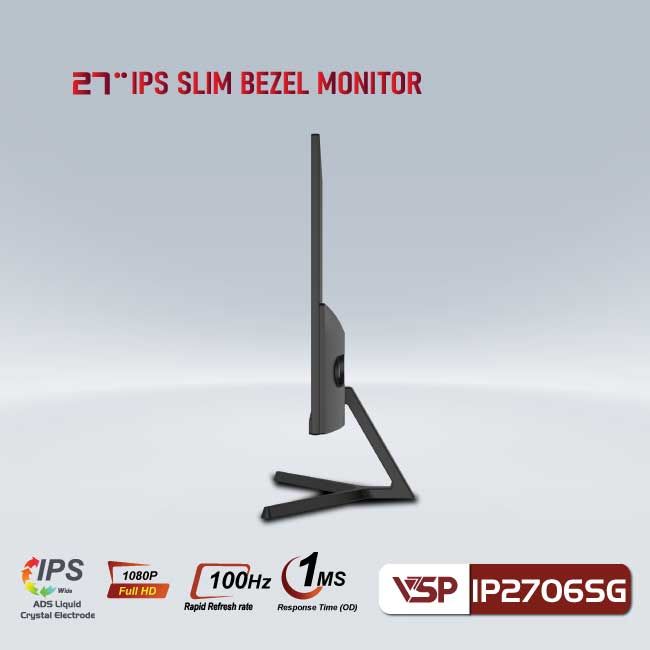 27" IPS SLIM BEZEL MONITOR
IPS
Wide
ADS Liquid
Crystal Electrode
1080P
Full HD
100Hz
Rapid Refresh rate
1MS
Response Time (OD)
VSP IP2706SG